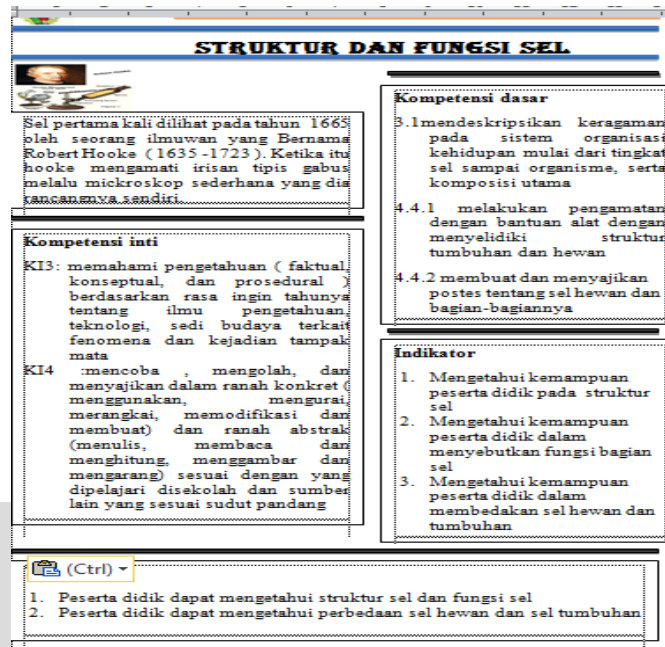 STRUKTUR DAN FUNGSI SEL
Sel pertama kali dilihat pada tahun 1665
oleh seorang ilmuwan yang Bernama
Robert Hooke ( 1635 -1723 ). Ketika itu
hooke mengamati irisan tipis gabus
melalu mickroskop sederhana yang dia
rancangnya sendiri.
Kompetensi inti
KI3: memahami pengetahuan ( faktual,
konseptual, dan prosedural )
berdasarkan rasa ingin tahunya
tentang ilmu pengetahuan,
teknologi, sedi budaya terkait
fenomena dan kejadian tampak
mata
KI4 :mencoba , mengolah, dan
menyajikan dalam ranah konkret (
menggunakan, mengurai,
merangkai, memodifikasi dan
membuat) dan ranah abstrak
(menulis, membaca dan
menghitung, menggambar dan
mengarang) sesuai dengan yang
dipelajari disekolah dan sumber
lain yang sesuai sudut pandang
Kompetensi dasar
3.1mendeskripsikan keragaman
pada sistem organisasi
kehidupan mulai dari tingkat
sel sampai organisme, serta
komposisi utama
4.4.1 melakukan pengamatan
dengan bantuan alat dengan
menyelidiki struktur
tumbuhan dan hewan
4.4.2 membuat dan menyajikan
postes tentang sel hewan dan
bagian-bagiannya
Indikator
1. Mengetahui kemampuan
peserta didik pada struktur
sel
2. Mengetahui kemampuan
peserta didik dalam
menyebutkan fungsi bagian
sel
3. Mengetahui kemampuan
peserta didik dalam
membedakan sel hewan dan
tumbuhan
(Ctrl)
1. Peserta didik dapat mengetahui struktur sel dan fungsi sel
2. Peserta didik dapat mengetahui perbedaan sel hewan dan sel tumbuhan